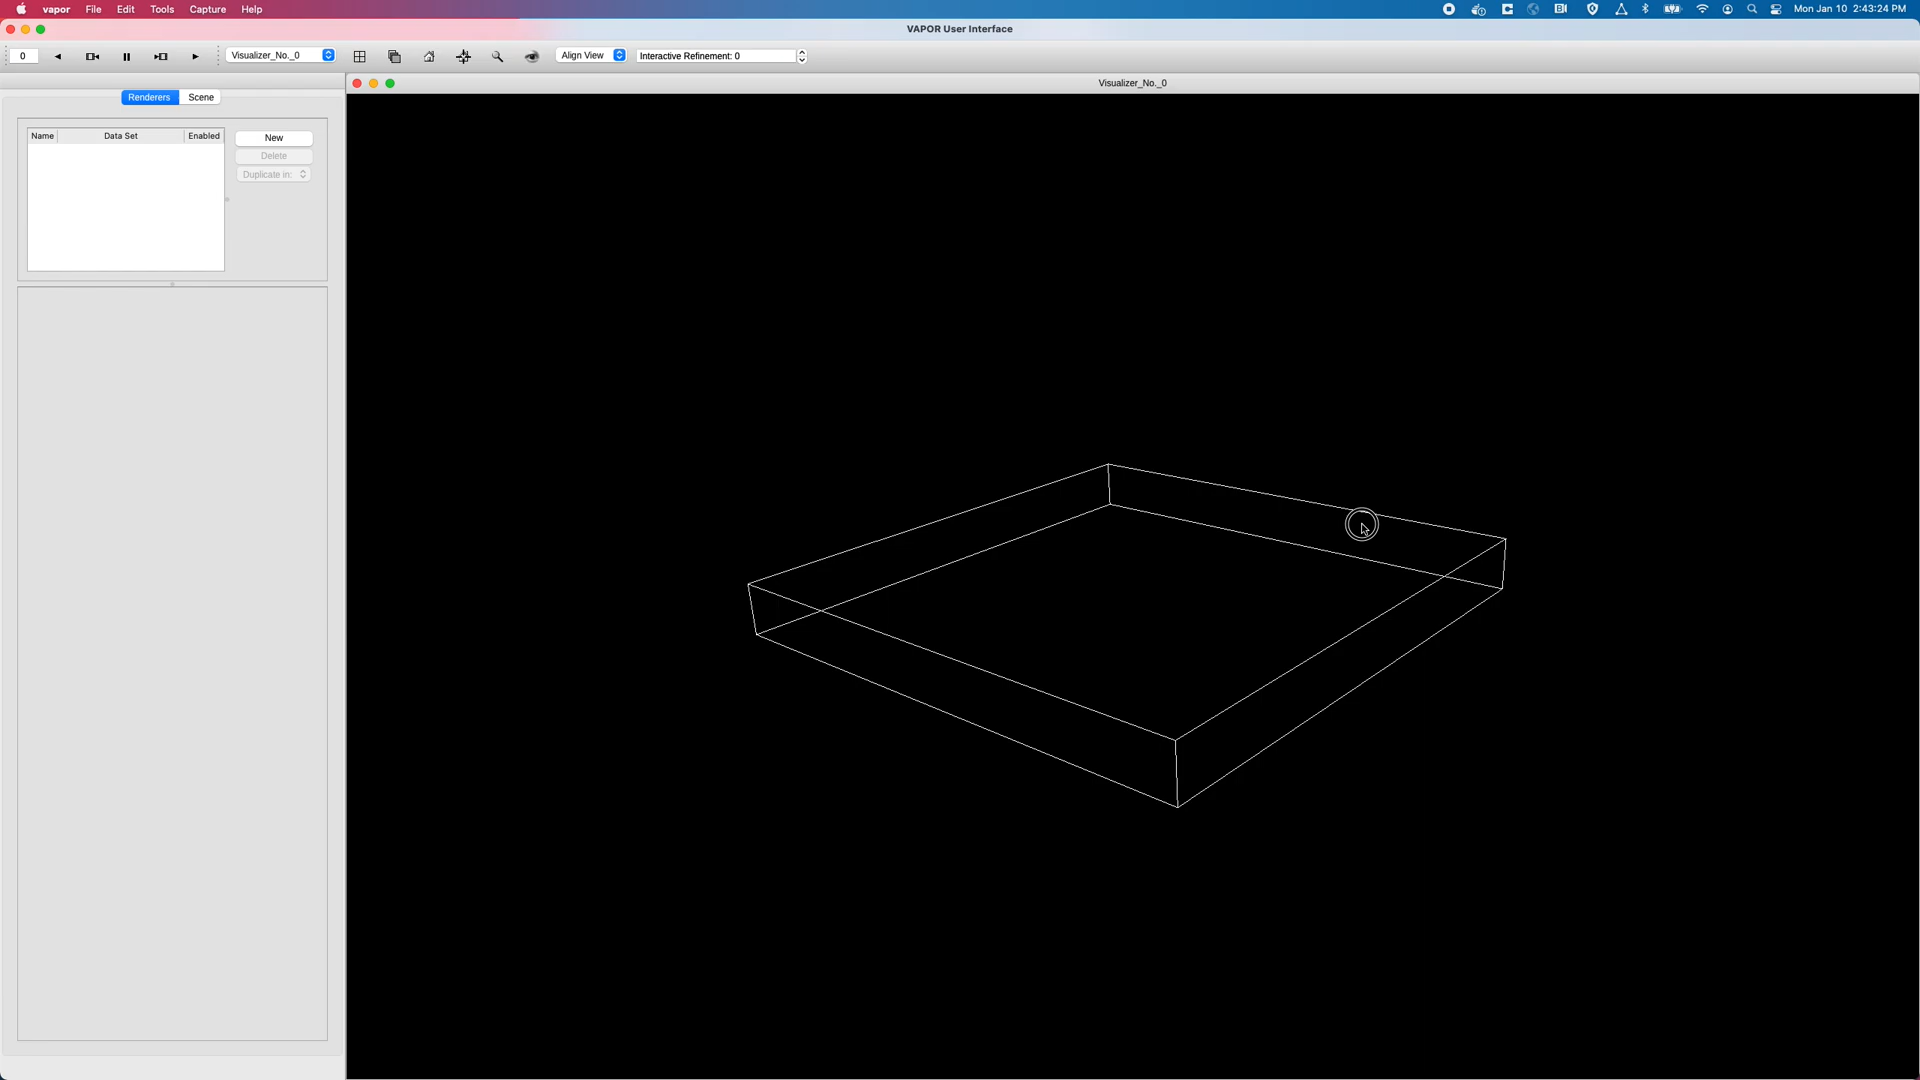 vapor File Edit Tools Capture Help Mon Jan 10 2:43:24 PM
VAPOR User Interface
0 Visualizer_No._0 Align View Interactive Refinement: 0
Visualizer_No._0
Renderers Scene
Name Data Set Enabled New
Delete
Duplicate in: